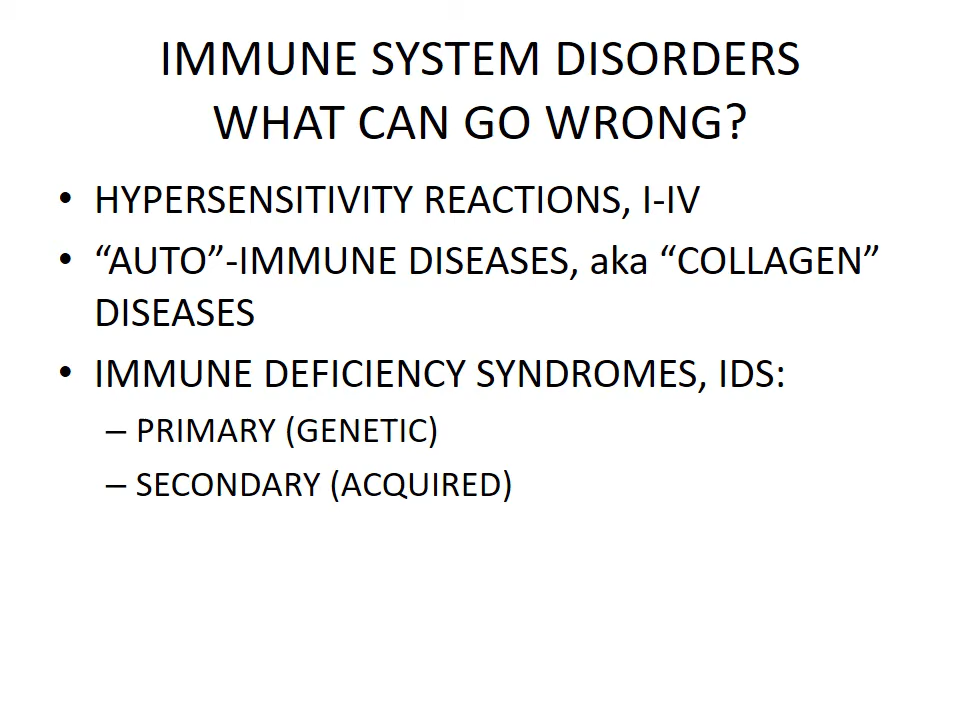 IMMUNE SYSTEM DISORDERS
WHAT CAN GO WRONG?
• HYPERSENSITIVITY REACTIONS, I-IV
• “AUTO”-IMMUNE DISEASES, aka “COLLAGEN”
DISEASES
• IMMUNE DEFICIENCY SYNDROMES, IDS:
– PRIMARY (GENETIC)
– SECONDARY (ACQUIRED)